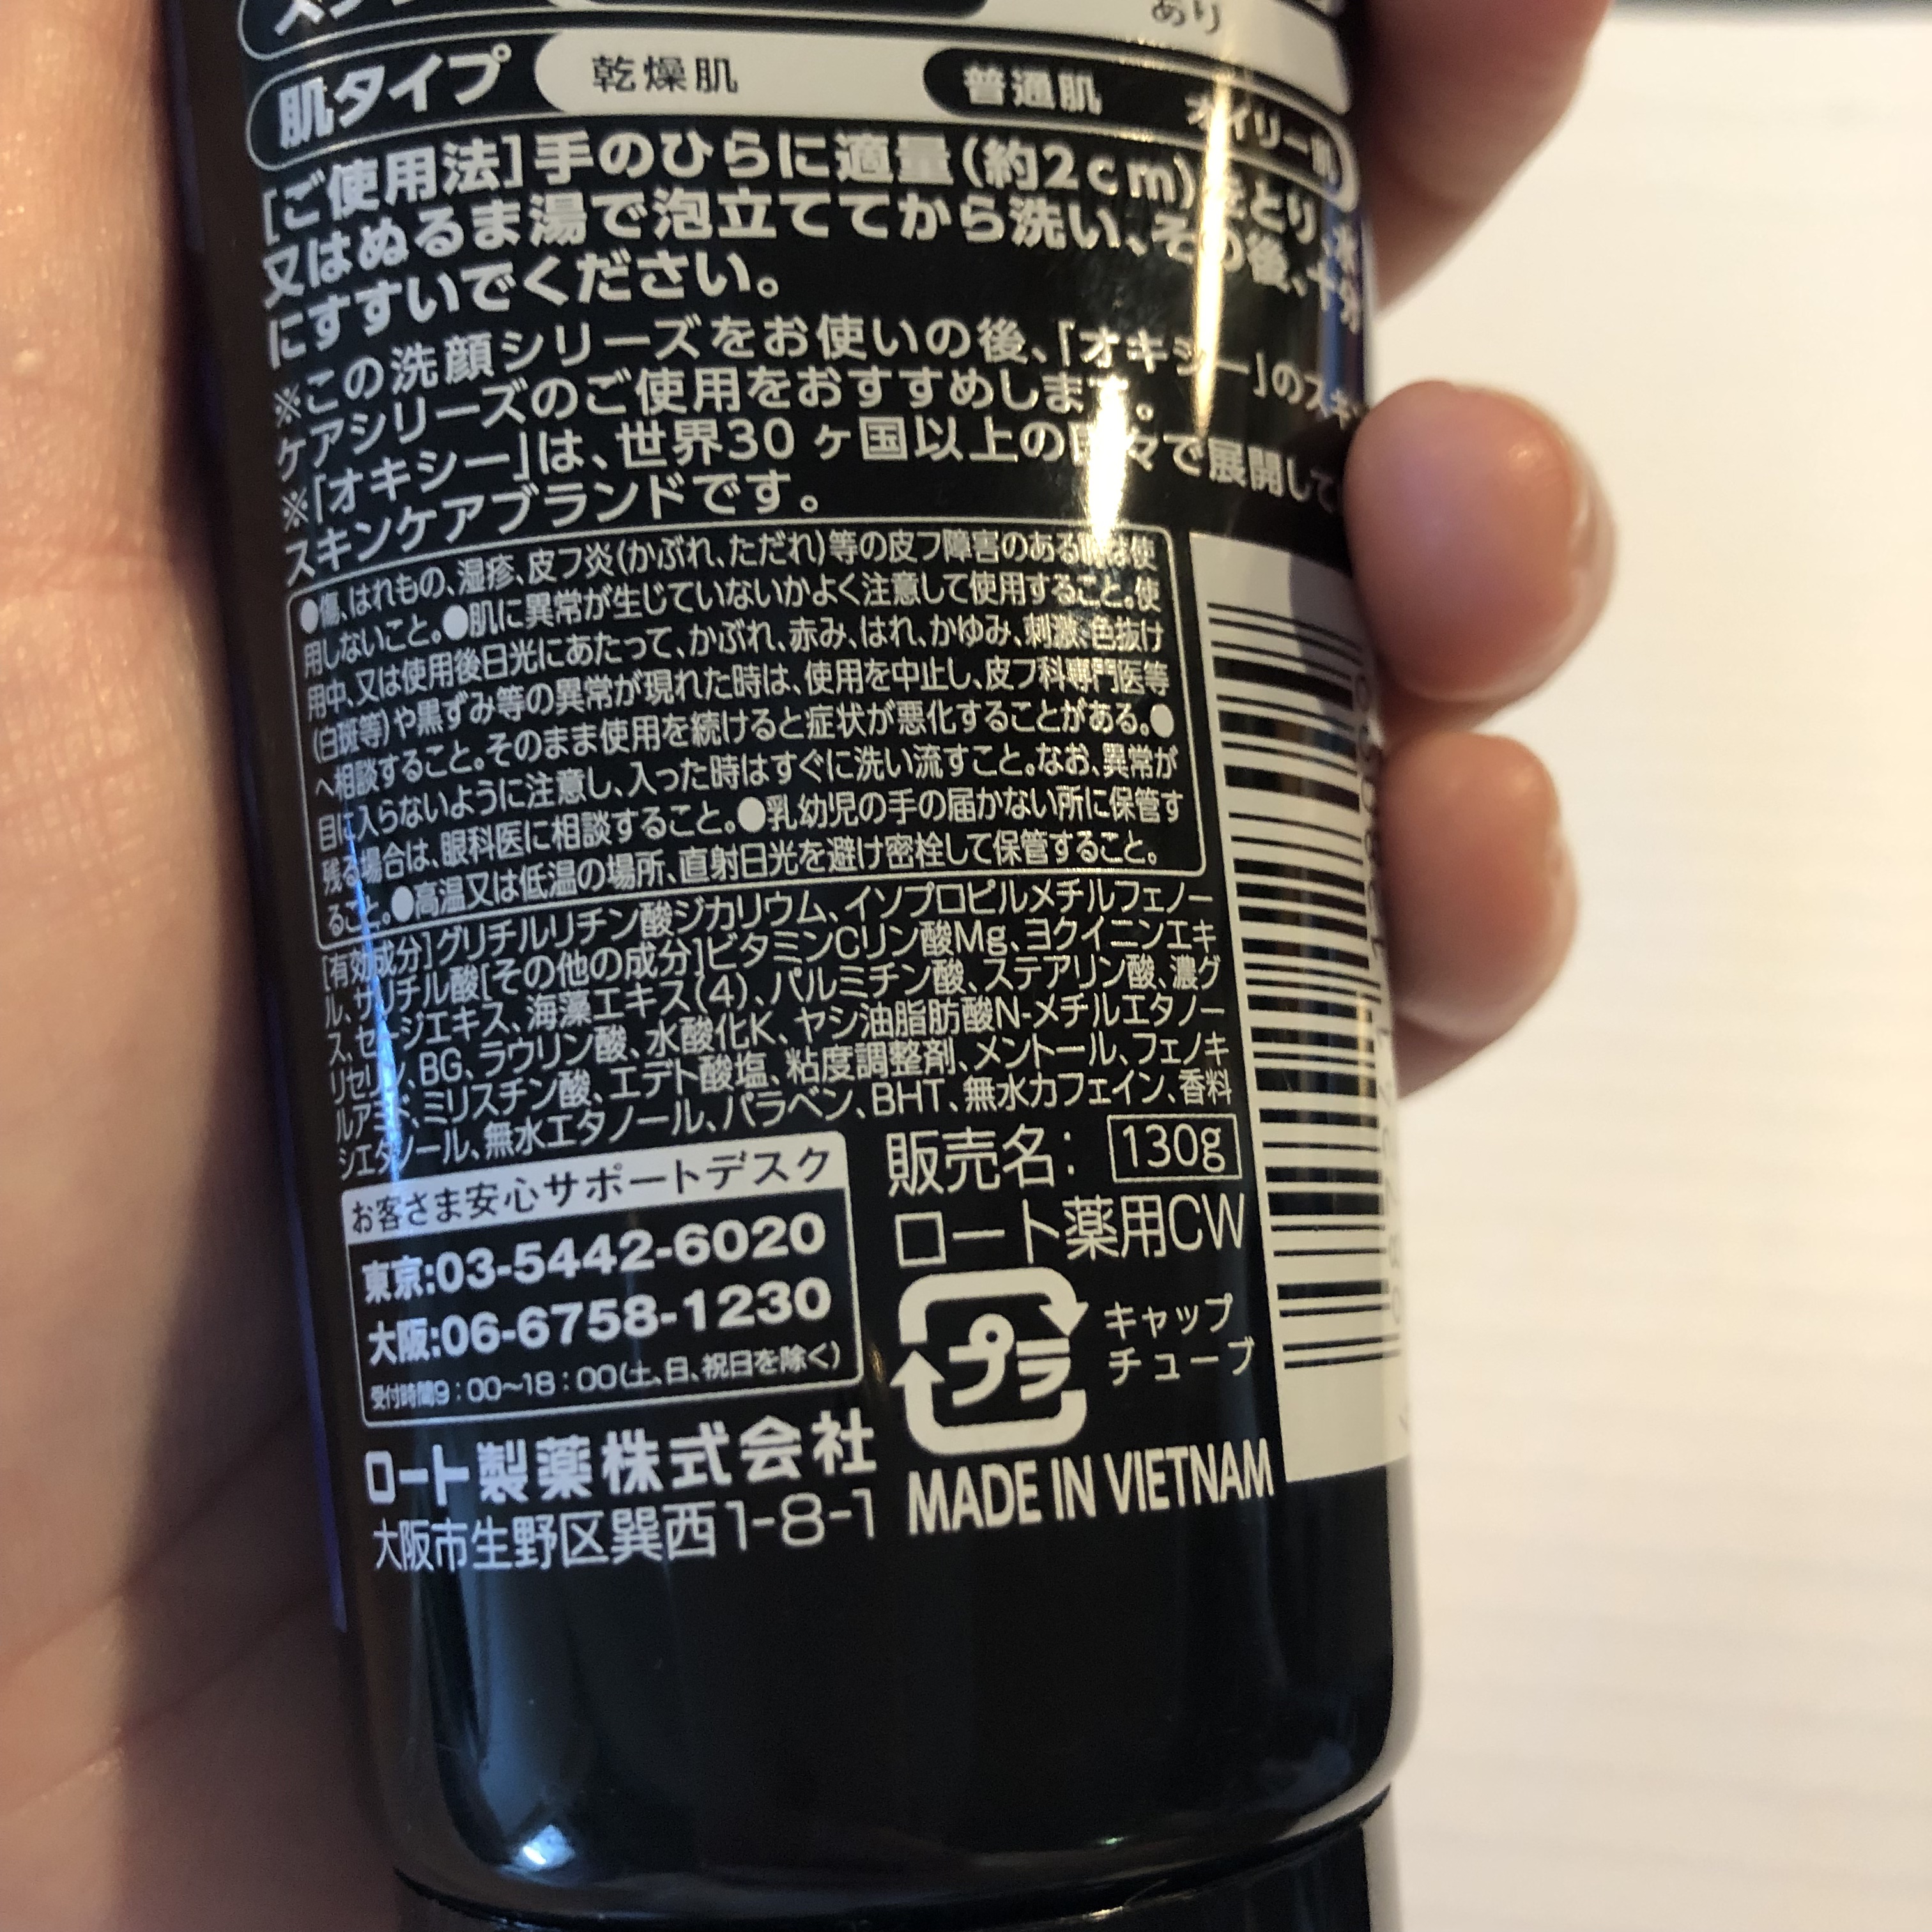 あり
肌タイプ 乾燥肌 普通肌 オイリー肌
[ご使用法]手のひらに適量(約2cm)をとり、水
又はぬるま湯で泡立ててから洗い、その後、十分
にすすいでください。
※この洗顔シリーズをお使いの後、「オキシー」のスキン
ケアシリーズのご使用をおすすめします。
※「オキシー」は、世界30ヶ国以上の国々で展開して
スキンケアブランドです。
●傷、はれもの、湿疹、皮フ炎(かぶれ、ただれ)等の皮フ障害のある時は使
用しないこと。●肌に異常が生じていないかよく注意して使用すること。使
用中、又は使用後日光にあたって、かぶれ、赤み、はれ、かゆみ、刺激、色抜け
(白斑等)や黒ずみ等の異常が現れた時は、使用を中止し、皮フ科専門医等
へ相談すること。そのまま使用を続けると症状が悪化することがある。●
目に入らないように注意し、入った時はすぐに洗い流すこと。なお、異常が
残る場合は、眼科医に相談すること。●乳幼児の手の届かない所に保管す
ること。●高温又は低温の場所、直射日光を避け密栓して保管すること。
[有効成分]グリチルリチン酸ジカリウム、イソプロピルメチルフェノー
ル、サリチル酸[その他の成分]ビタミンCリン酸Mg、ヨクイニンエキ
ス、セージエキス、海藻エキス(4)、パルミチン酸、ステアリン酸、濃グ
リセリン、BG、ラウリン酸、水酸化K、ヤシ油脂肪酸N-メチルエタノー
ルアミド、ミリスチン酸、エデト酸塩、粘度調整剤、メントール、フェノキ
シエタノール、無水エタノール、パラベン、BHT、無水カフェイン、香料
お客さま安心サポートデスク
東京:03-5442-6020
大阪:06-6758-1230
受付時間9:00～18:00(土、日、祝日を除く)
販売名: 130g
ロート薬用CW
プラ
キャップ
チューブ
ロート製薬株式会社
大阪市生野区巽西1-8-1
MADE IN VIETNAM